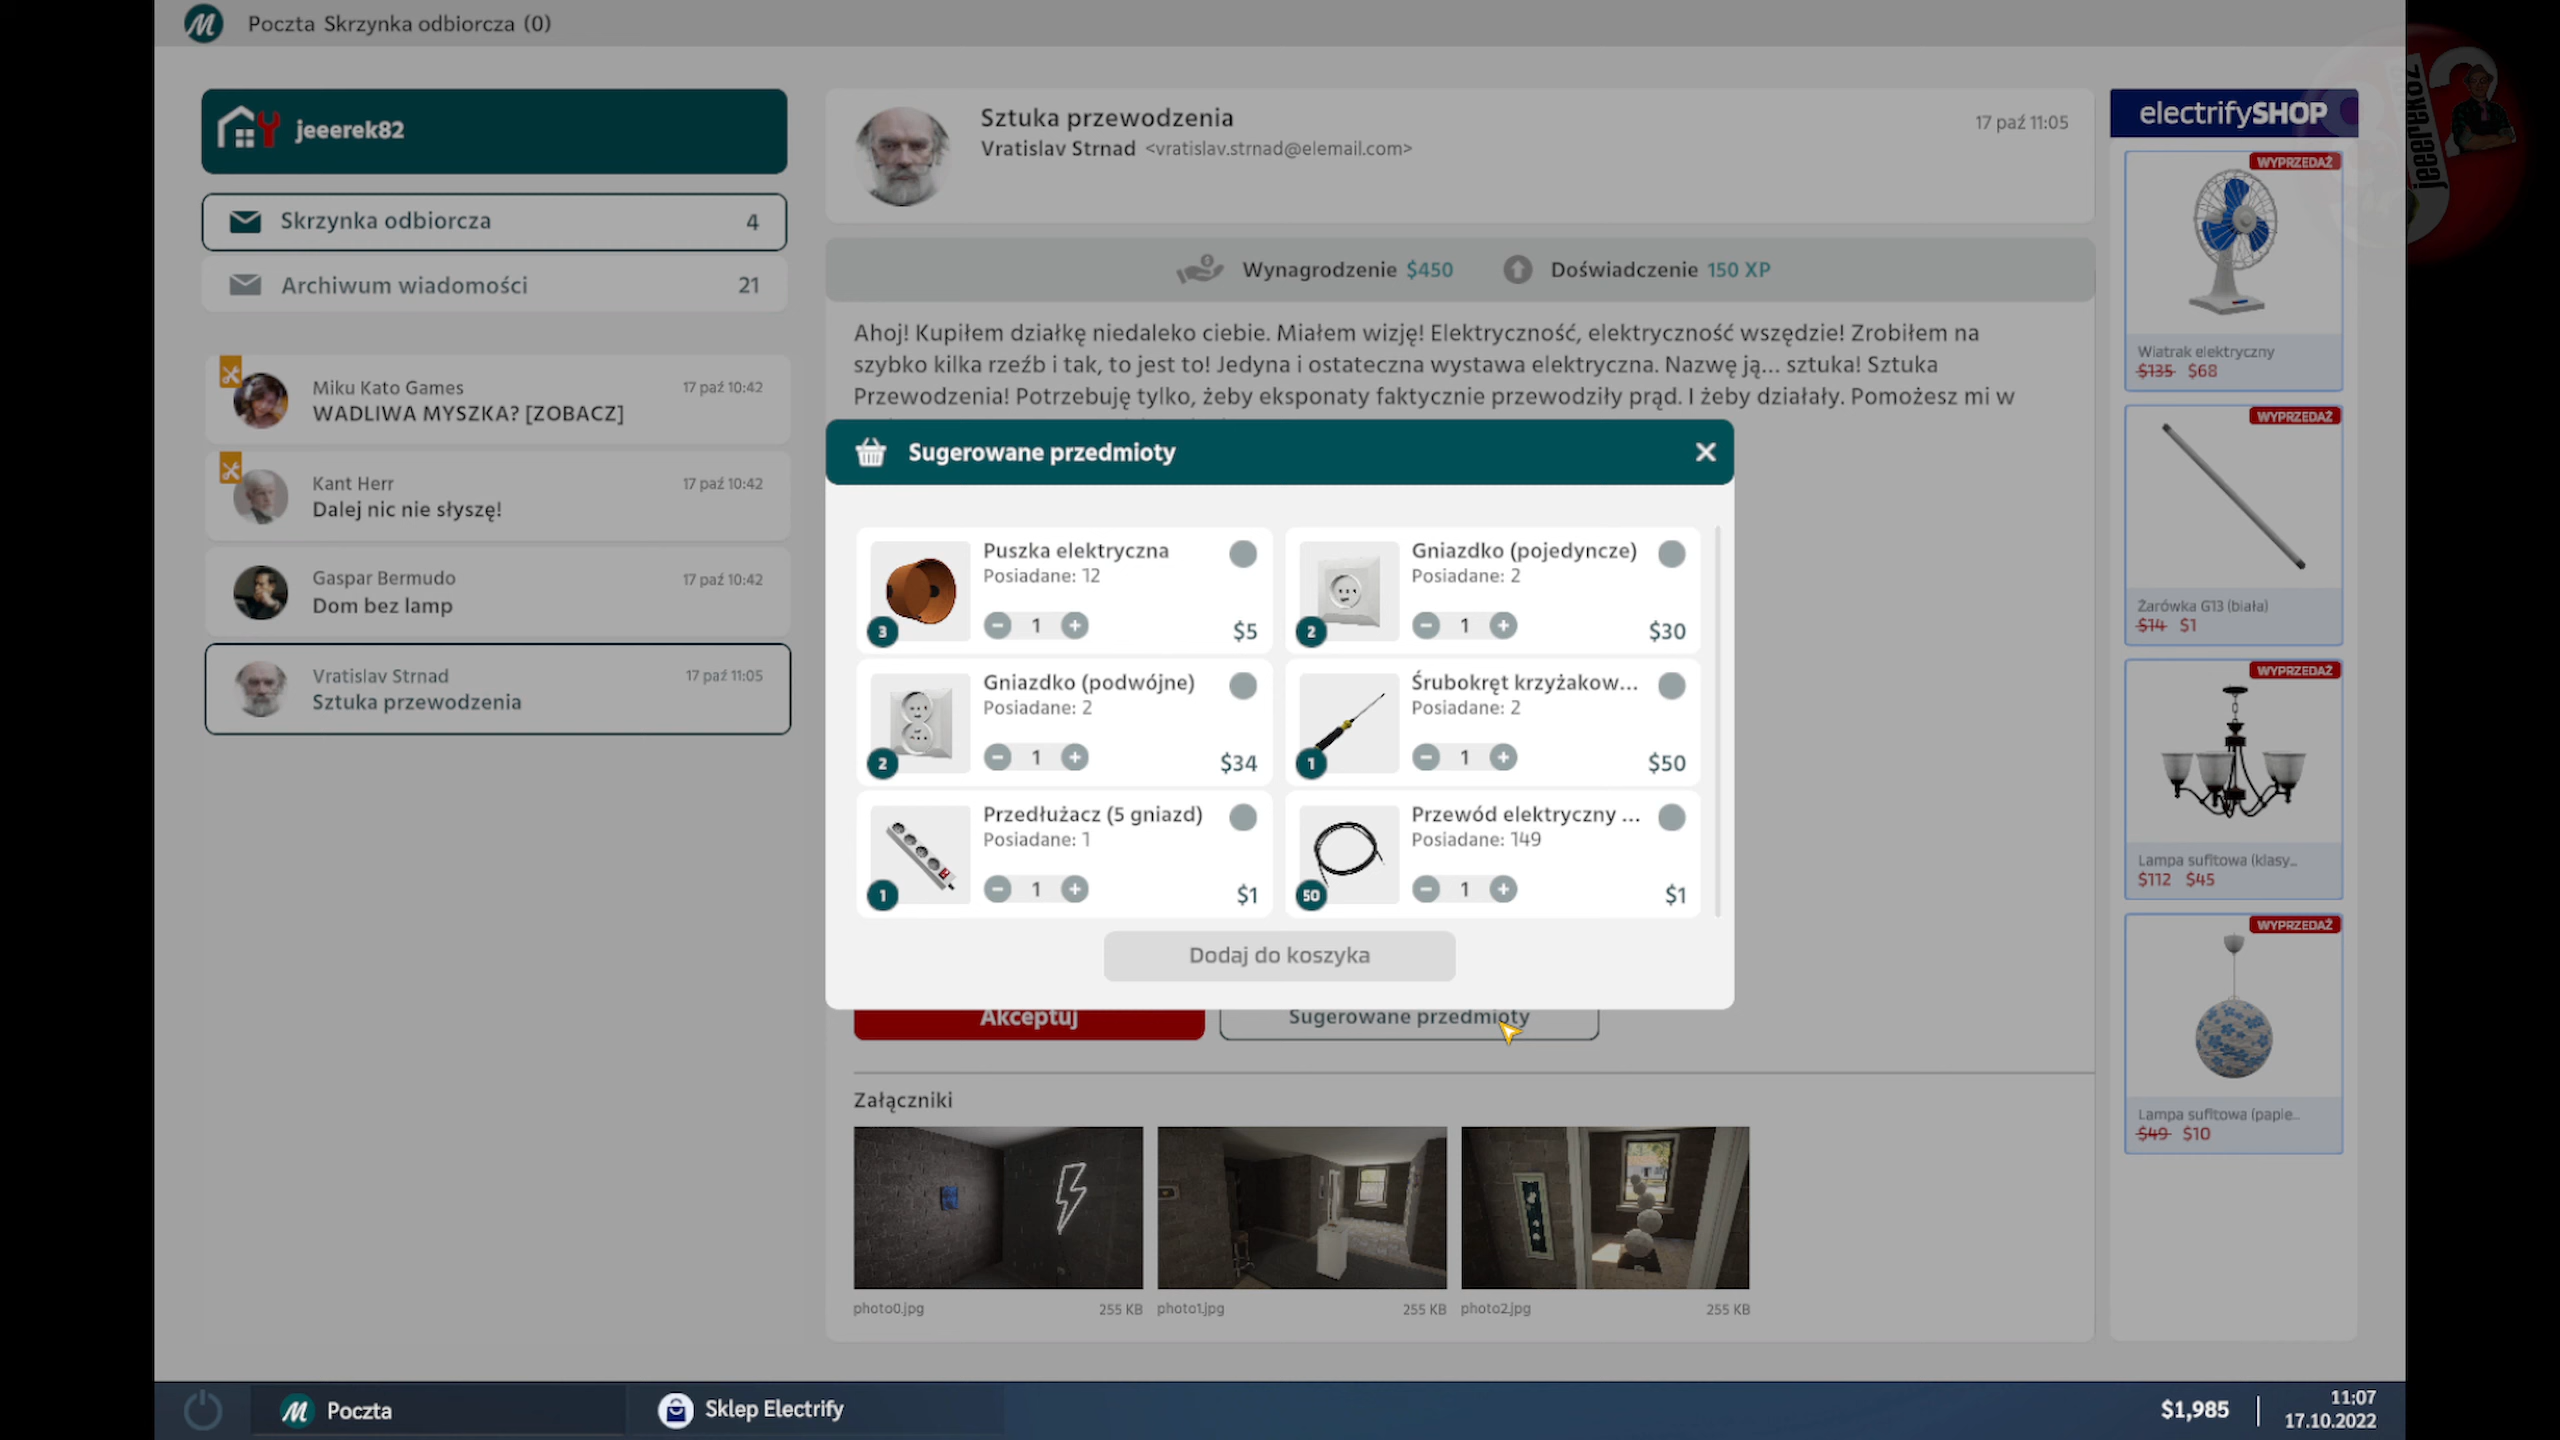 Poczta Skrzynka odbiorcza (0)
jeeerek82
Skrzynka odbiorcza 4
Archiwum wiadomości 21
Miku Kato Games 17 paź 10:42
WADLIWA MYSZKA? [ZOBACZ]
Kant Herr 17 paź 10:42
Dalej nic nie słyszę!
Gaspar Bermudo 17 paź 10:42
Dom bez lamp
Vratislav Strnad 17 paź 11:05
Sztuka przewodzenia
Sztuka przewodzenia 17 paź 11:05
Vratislav Strnad <vratislav.strnad@elemail.com>
Wynagrodzenie $450 Doświadczenie 150 XP
Ahoj! Kupiłem działkę niedaleko ciebie. Miałem wizję! Elektryczność, elektryczność wszędzie! Zrobiłem na
szybko kilka rzeźb i tak, to jest to! Jedyna i ostateczna wystawa elektryczna. Nazwę ją... sztuka! Sztuka
Przewodzenia! Potrzebuję tylko, żeby eksponaty faktycznie przewodziły prąd. I żeby działały. Pomożesz mi w
Sugerowane przedmioty
Puszka elektryczna
Posiadane: 12
3 1 $5
Gniazdko (pojedyncze)
Posiadane: 2
2 1 $30
Gniazdko (podwójne)
Posiadane: 2
2 1 $34
Śrubokręt krzyżakow...
Posiadane: 2
1 1 $50
Przedłużacz (5 gniazd)
Posiadane: 1
1 1 $1
Przewód elektryczny ...
Posiadane: 149
50 1 $1
Dodaj do koszyka
Akceptuj
Sugerowane przedmioty
Załączniki
photo0.jpg 255 KB
photo1.jpg 255 KB
photo2.jpg 255 KB
electrifySHOP
WYPRZEDAŻ
Wiatrak elektryczny
$135 $68
WYPRZEDAŻ
Żarówka G13 (biała)
$14 $1
WYPRZEDAŻ
Lampa sufitowa (klasy...
$112 $45
WYPRZEDAŻ
Lampa sufitowa (papie...
$49 $10
jeeerekoz
Poczta
Sklep Electrify
$1,985
11:07
17.10.2022